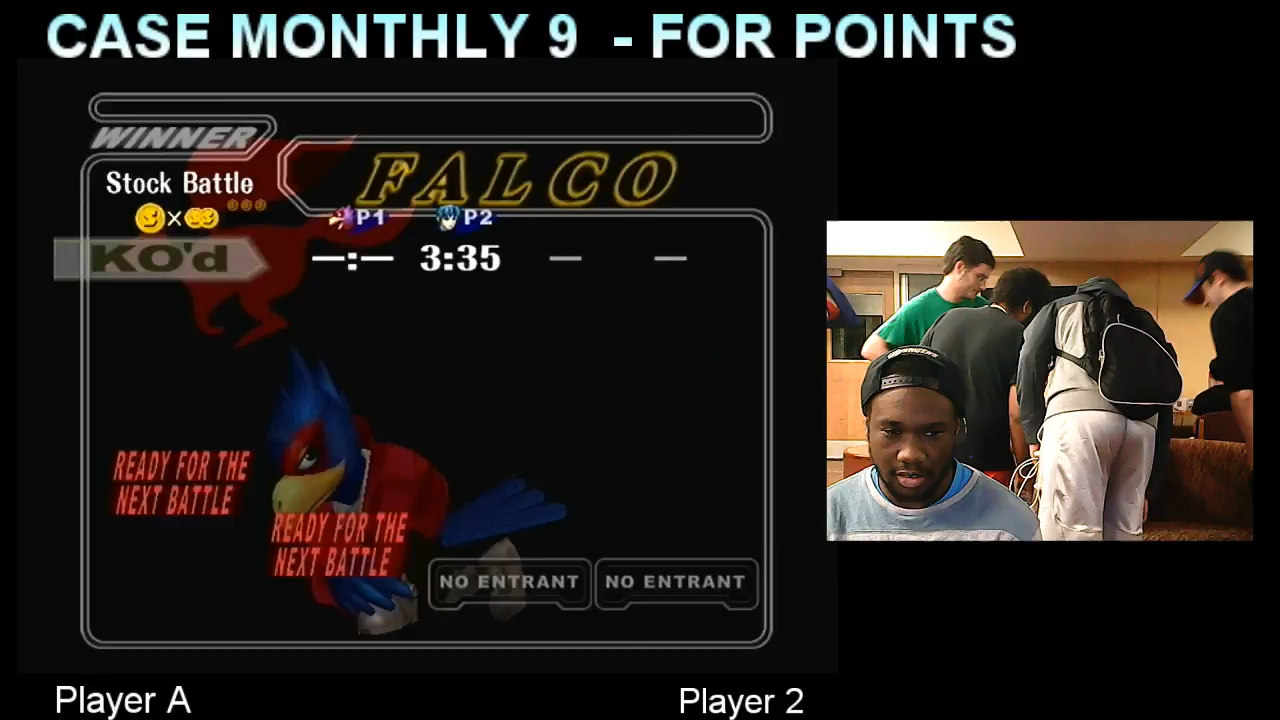 CASE MONTHLY 9 - FOR POINTS
WINNER
FALCO
Stock Battle
× P1 P2
KO'd —:— 3:35 — —
READY FOR THE
NEXT BATTLE
READY FOR THE
NEXT BATTLE
NO ENTRANT NO ENTRANT
Player A Player 2